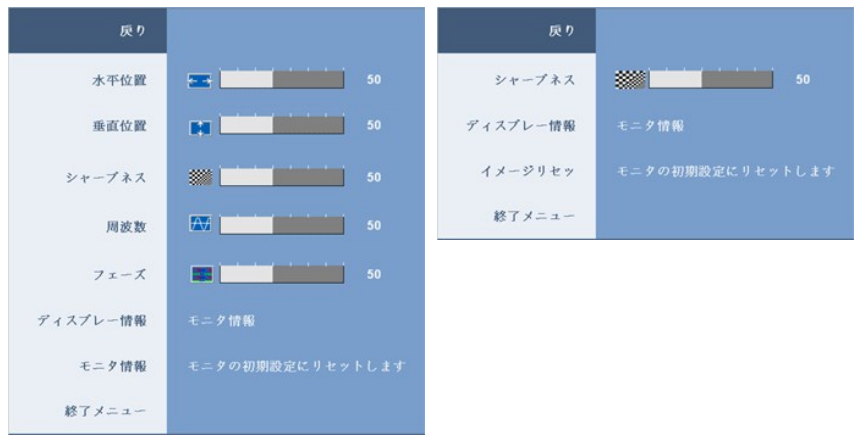 戻り
水平位置 50
垂直位置 50
シャープネス 50
周波数 50
フェーズ 50
ディスプレー情報 モニタ情報
モニタ情報 モニタの初期設定にリセットします
終了メニュー
戻り
シャープネス 50
ディスプレー情報 モニタ情報
イメージリセッ モニタの初期設定にリセットします
終了メニュー